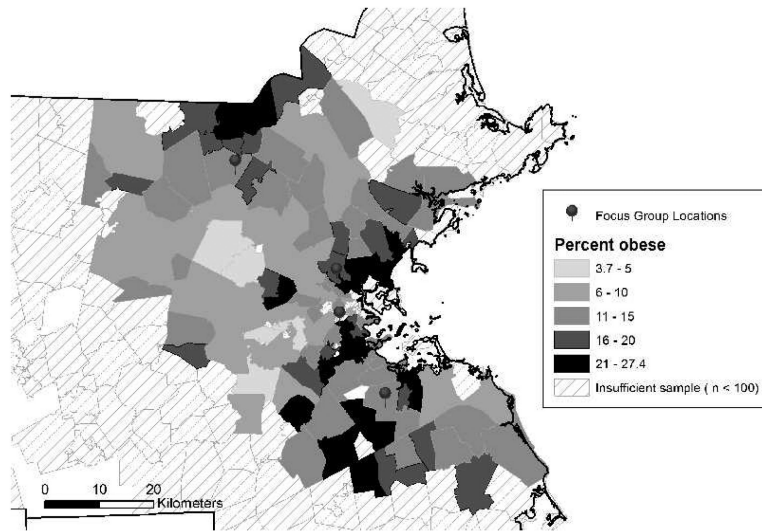 Focus Group Locations
Percent obese
3.7 - 5
6 - 10
11 - 15
16 - 20
21 - 27.4
Insufficient sample ( n < 100)
0 10 20
Kilometers